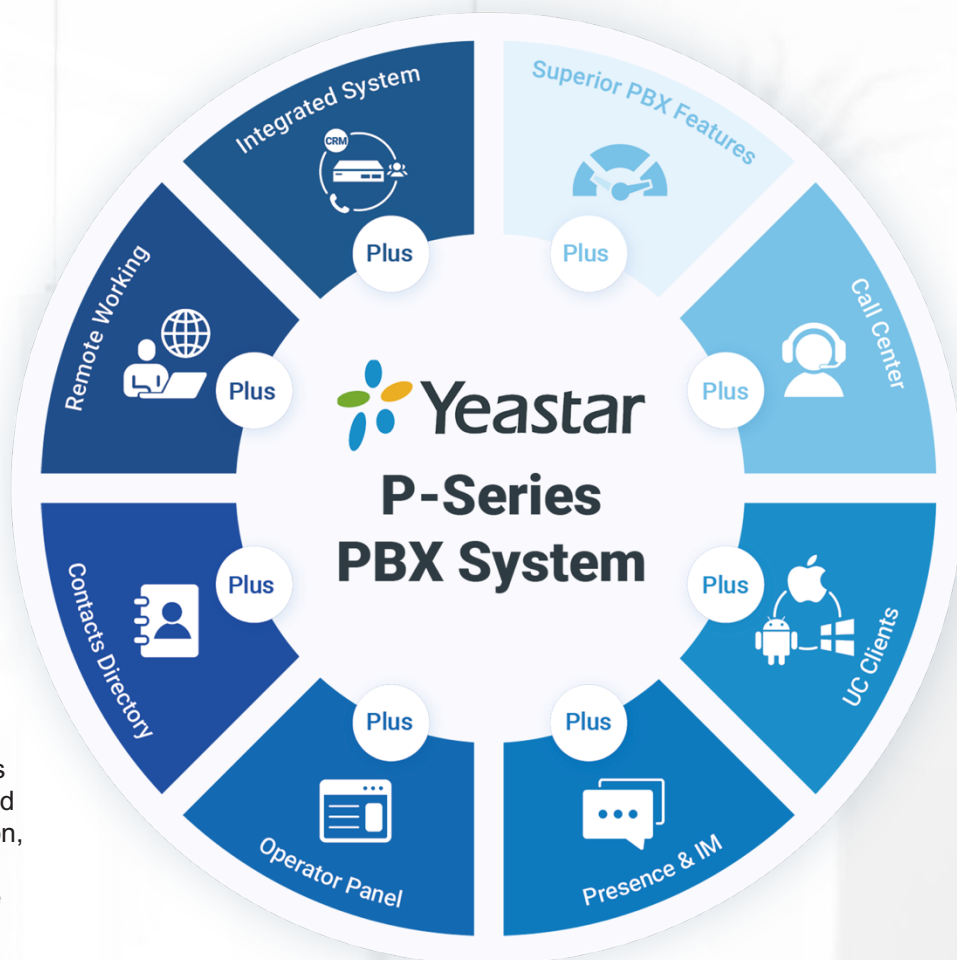 Integrated System
CRM
Plus
Superior PBX Features
Plus
Remote Working
Plus
Call Center
Plus
Yeastar
P-Series
PBX System
Contacts Directory
Plus
UC Clients
Plus
Operator Panel
Plus
Presence & IM
Plus